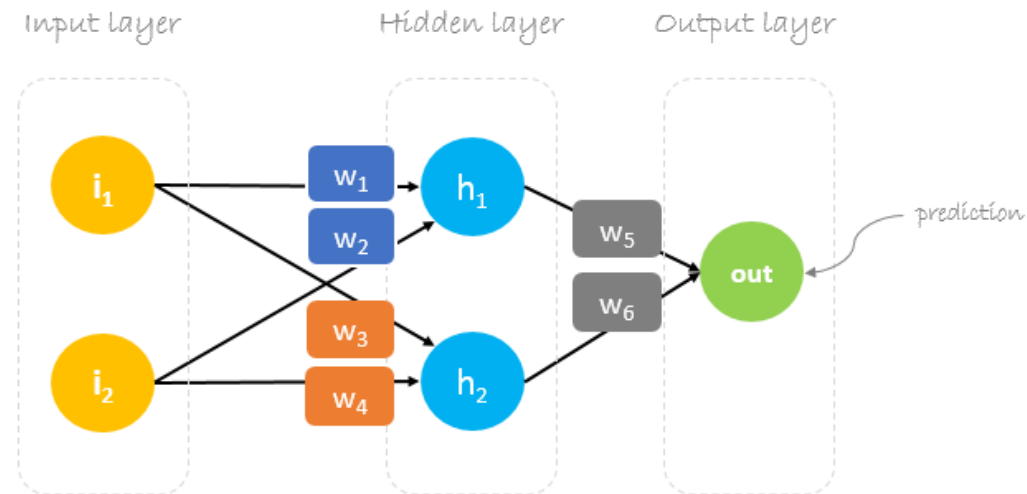 Input layer
Hidden layer
Output layer
i₁
w₁
h₁
w₂
w₅
prediction
out
w₃
w₆
i₂
w₄
h₂